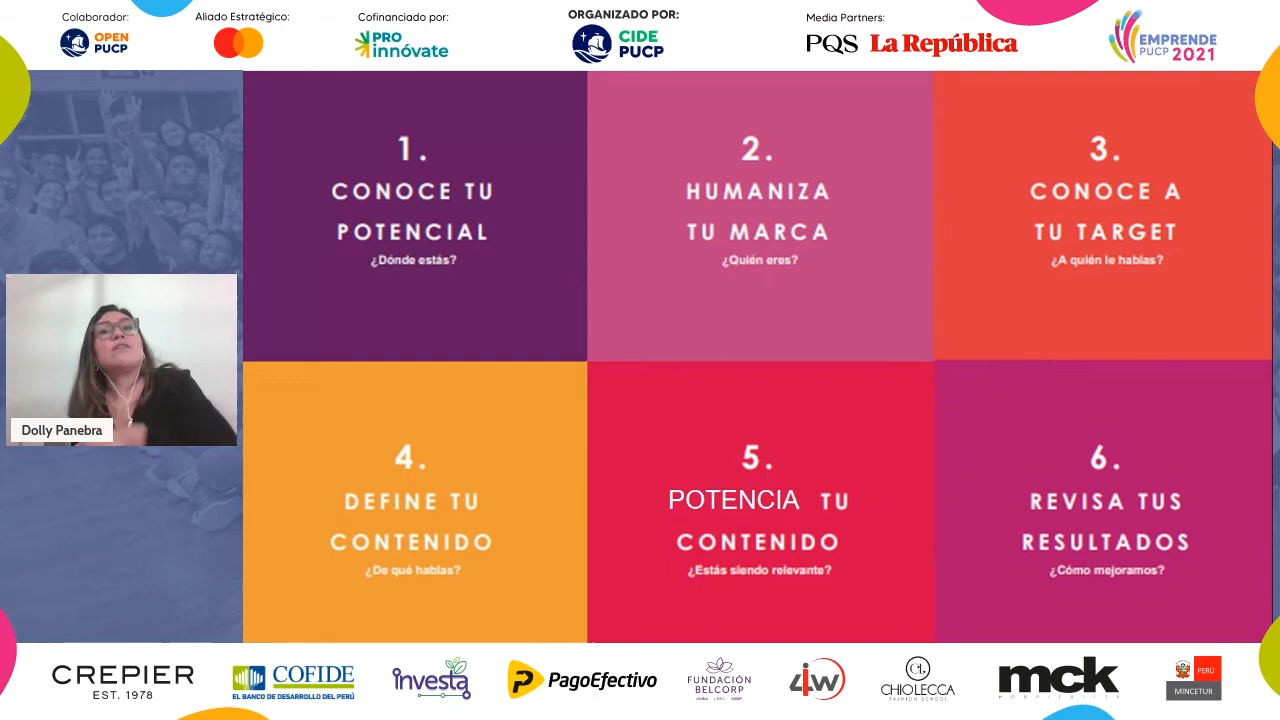 Colaborador:
OPEN
PUCP
Aliado Estratégico:
Cofinanciado por:
PRO
innóvate
ORGANIZADO POR:
CIDE
PUCP
Media Partners:
PQS La República
EMPRENDE
PUCP 2021
1.
CONOCE TU
POTENCIAL
¿Dónde estás?
2.
HUMANIZA
TU MARCA
¿Quién eres?
3.
CONOCE A
TU TARGET
¿A quién le hablas?
Dolly Panebra
4.
DEFINE TU
CONTENIDO
¿De qué hablas?
5.
POTENCIA TU
CONTENIDO
¿Estás siendo relevante?
6.
REVISA TUS
RESULTADOS
¿Cómo mejoramos?
CREPIER
EST. 1978
COFIDE
EL BANCO DE DESARROLLO DEL PERÚ
investa
PagoEfectivo
FUNDACIÓN
BELCORP
4W
CHIOLECCA
FASHION SCHOOL
mck
HOSPITALITY
PERÚ
MINCETUR